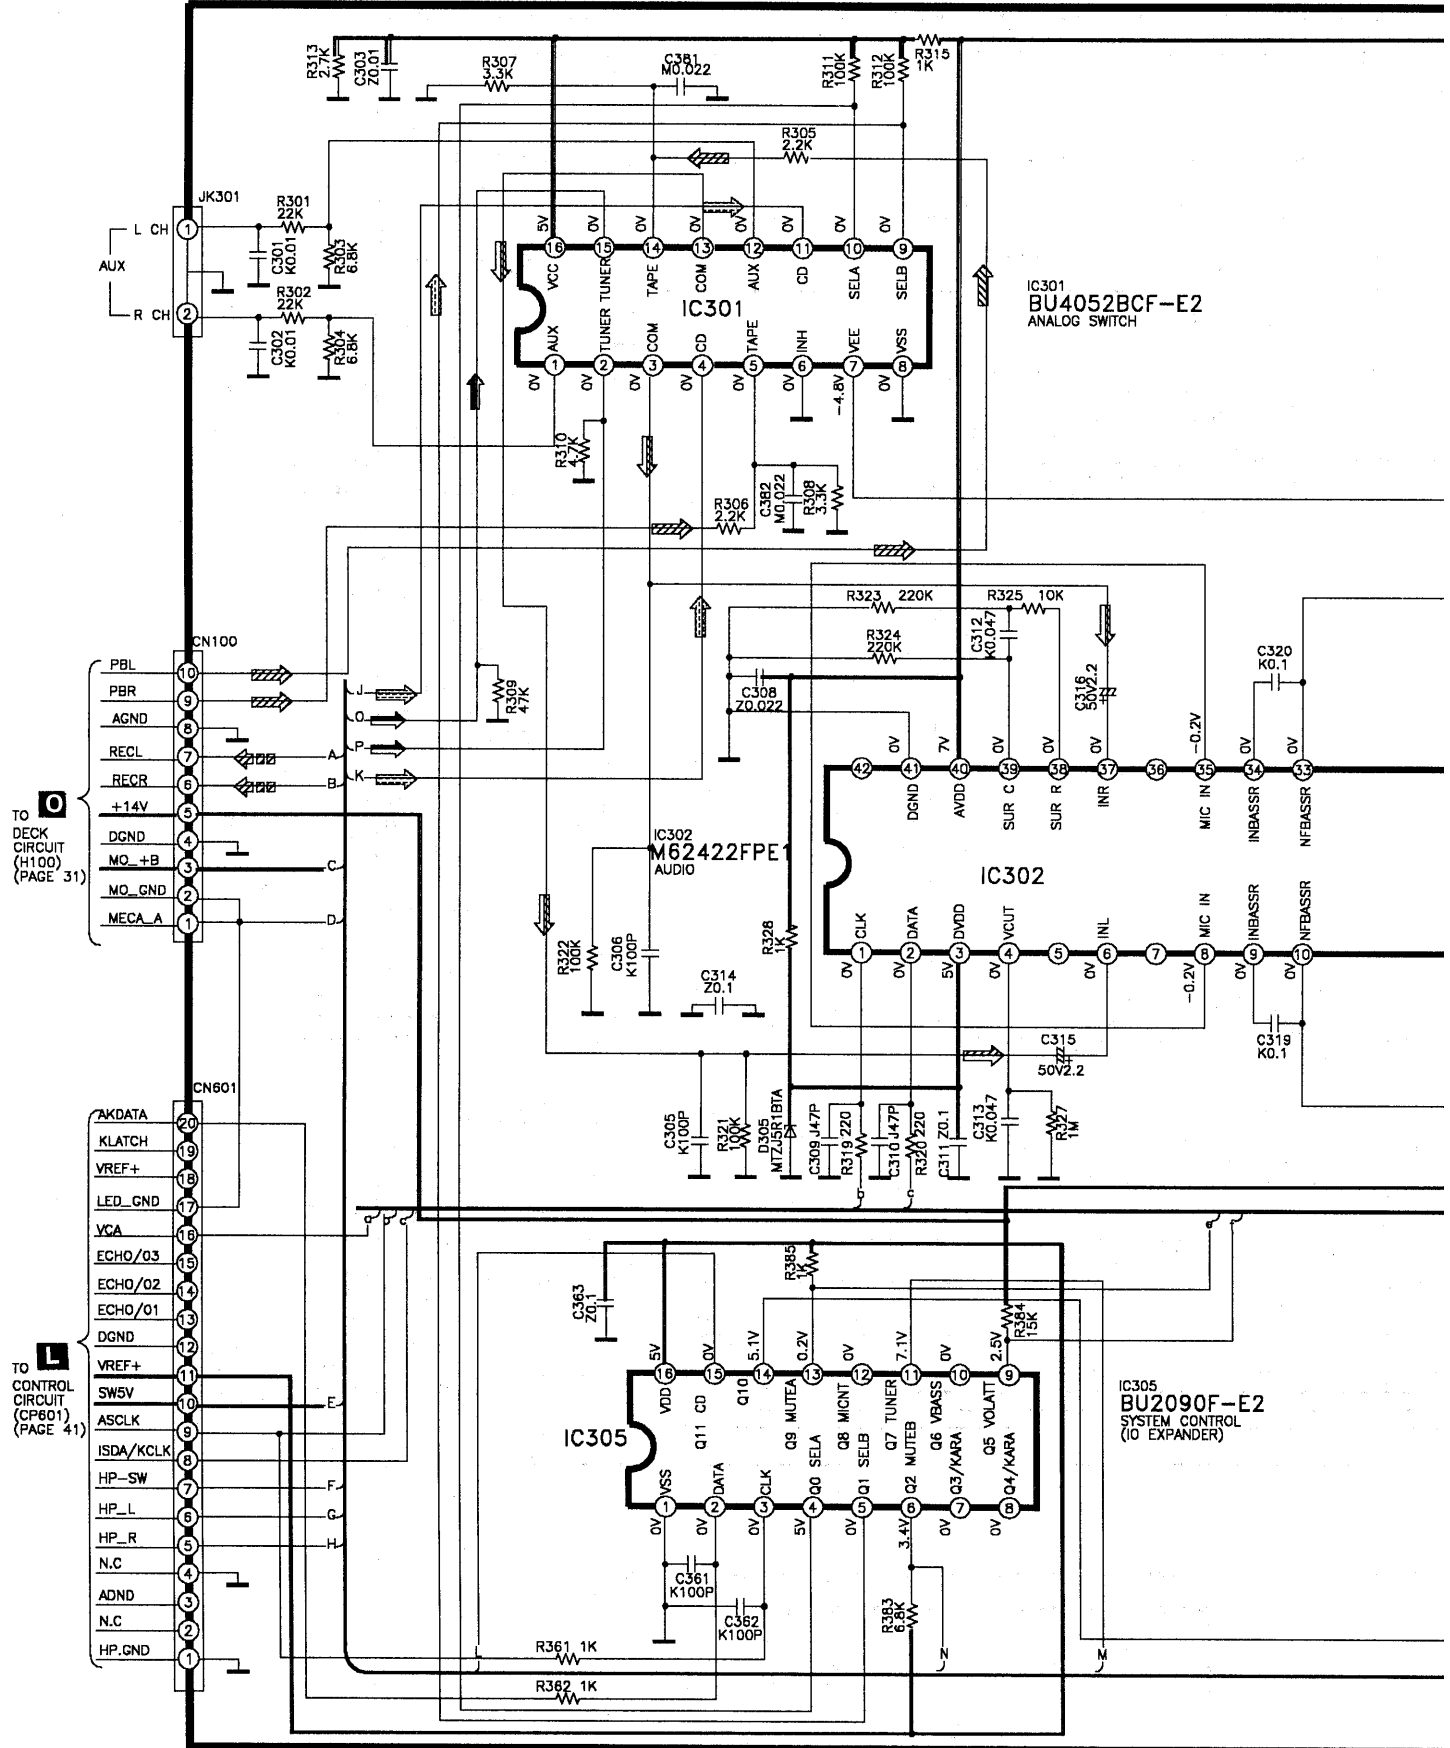 R313
2.7K
C303
Z0.01
R307
3.3K
C381
M0.022
R311
100K
R312
100K
R315
1K
R305
2.2K
JK301
L CH
1
AUX
R CH
2
R301
22K
C301
K0.01
R303
6.8K
R302
22K
C302
K0.01
R304
6.8K
5V
0V
0V
0V
0V
0V
0V
0V
16
15
14
13
12
11
10
9
VCC
TUNER
TAPE
COM
AUX
CD
SELA
SELB
IC301
AUX
TUNER
COM
CD
TAPE
INH
VEE
VSS
1
2
3
4
5
6
7
8
0V
0V
0V
0V
0V
0V
-4.8V
0V
IC301
BU4052BCF-E2
ANALOG SWITCH
R310
4.7K
C382
M0.022
R308
3.3K
R306
2.2K
R323 220K
R325 10K
R324
220K
C312
K0.047
C308
Z0.022
C316
50V2.2
+
C320
K0.1
R309
47K
CN100
PBL
10
PBR
9
AGND
8
RECL
7
RECR
6
+14V
5
DGND
4
MO_+B
3
MO_GND
2
MECA_A
1
TO O
DECK
CIRCUIT
(H100)
(PAGE 31)
J
O
P
K
A
B
C
D
IC302
M62422FPE1
AUDIO
0V
7V
0V
0V
0V
-0.2V
0V
0V
42
41
40
39
38
37
36
35
34
33
DGND
AVDD
SUR C
SUR R
INR
MIC IN
INBASSR
NFBASSR
IC302
CLK
DATA
DVDD
VCUT
INL
MIC IN
INBASSR
NFBASSR
1
2
3
4
5
6
7
8
9
10
0V
0V
5V
0V
0V
-0.2V
0V
0V
R322
100K
C306
K100P
C314
Z0.1
R328
1K
C315
50V2.2
+
C319
K0.1
C305
K100P
R321
100K
D305
MTZJ5R1BTA
C309 J47P
R319 220
C310 J47P
R320 220
C311 Z0.1
C313
K0.047
R327
1M
b
c
CN601
AKDATA
20
KLATCH
19
VREF+
18
LED_GND
17
VCA
16
ECHO/03
15
ECHO/02
14
ECHO/01
13
DGND
12
VREF+
11
SW5V
10
ASCLK
9
ISDA/KCLK
8
HP-SW
7
HP_L
6
HP_R
5
N.C
4
ADND
3
N.C
2
HP.GND
1
TO L
CONTROL
CIRCUIT
(CP601)
(PAGE 41)
a
b
c
e
E
F
G
H
C363
Z0.1
R385
1K
R384
15K
5V
0V
5.1V
0.2V
0V
7.1V
0V
2.5V
16
15
14
13
12
11
10
9
VDD
Q11 CD
Q10
Q9 MUTEA
Q8 MICNT
Q7 TUNER
Q6 VBASS
Q5 VOLATT
IC305
VSS
DATA
CLK
Q0 SELA
Q1 SELB
Q2 MUTEB
Q3/KARA
Q4/KARA
1
2
3
4
5
6
7
8
0V
0V
0V
5V
0V
3.4V
0V
0V
IC305
BU2090F-E2
SYSTEM CONTROL
(IO EXPANDER)
C361
K100P
C362
K100P
R383
6.8K
R361 1K
R362 1K
L
N
M